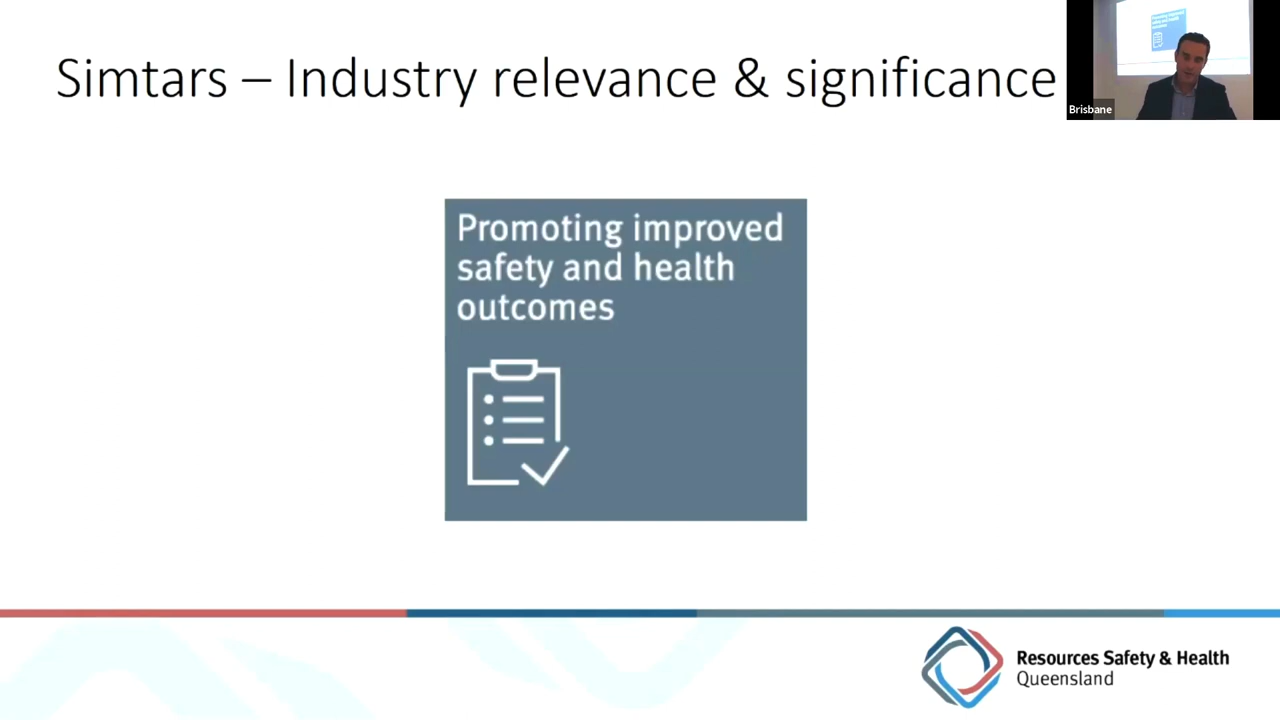 Simtars – Industry relevance & significance
Brisbane
Promoting improved
safety and health
outcomes
Resources Safety & Health
Queensland